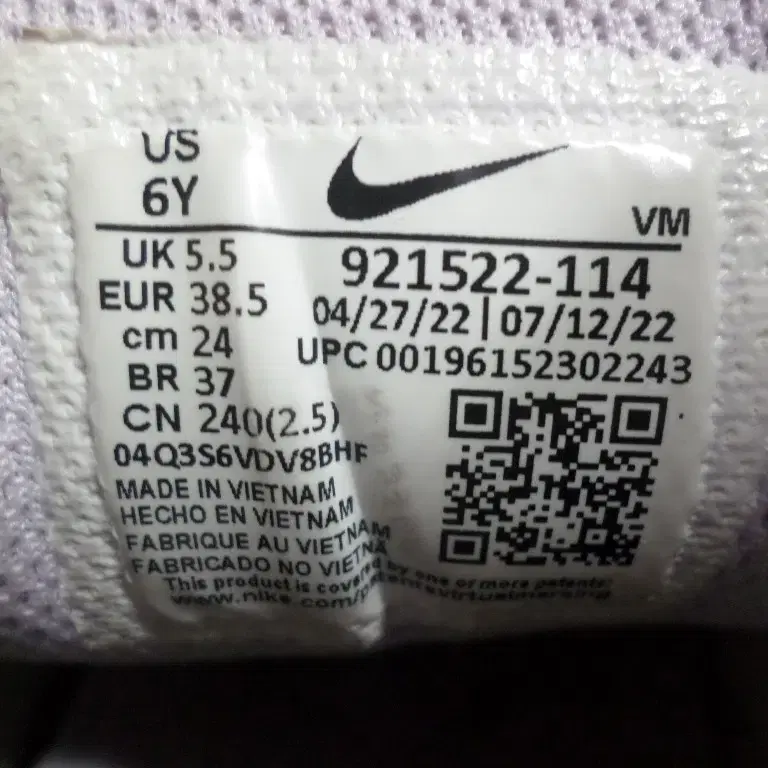 US
6Y
VM
UK 5.5
EUR 38.5
cm 24
BR 37
CN 240(2.5)
921522-114
04/27/22 | 07/12/22
UPC 00196152302243
04Q3S6VDV8BHF
MADE IN VIETNAM
HECHO EN VIETNAM
FABRIQUE AU VIETNAM
FABRICADO NO VIETNA
This product is covered by one or more patents:
www.nike.com/